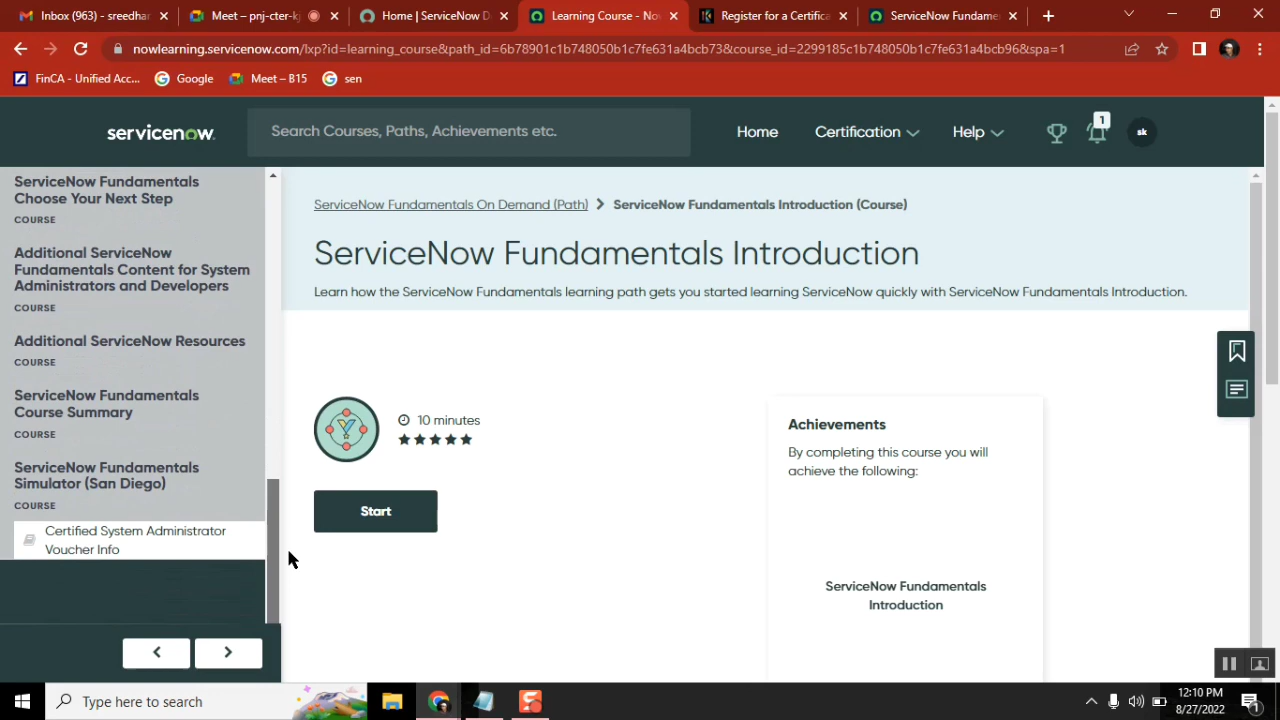 Inbox (963) - sreedhar
Meet – pnj-cter-kj
Home | ServiceNow D
Learning Course - No
Register for a Certifica
ServiceNow Fundame
nowlearning.servicenow.com/lxp?id=learning_course&path_id=6b78901c1b748050b1c7fe631a4bcb73&course_id=2299185c1b748050b1c7fe631a4bcb96&spa=1
FinCA - Unified Acc...
Google
Meet – B15
sen
servicenow.
Search Courses, Paths, Achievements etc.
Home
Certification
Help
1
sk
ServiceNow Fundamentals
Choose Your Next Step
COURSE
Additional ServiceNow
Fundamentals Content for System
Administrators and Developers
COURSE
Additional ServiceNow Resources
COURSE
ServiceNow Fundamentals
Course Summary
COURSE
ServiceNow Fundamentals
Simulator (San Diego)
COURSE
Certified System Administrator
Voucher Info
ServiceNow Fundamentals On Demand (Path)
ServiceNow Fundamentals Introduction (Course)
ServiceNow Fundamentals Introduction
Learn how the ServiceNow Fundamentals learning path gets you started learning ServiceNow quickly with ServiceNow Fundamentals Introduction.
10 minutes
Start
Achievements
By completing this course you will
achieve the following:
ServiceNow Fundamentals
Introduction
Type here to search
12:10 PM
8/27/2022
1